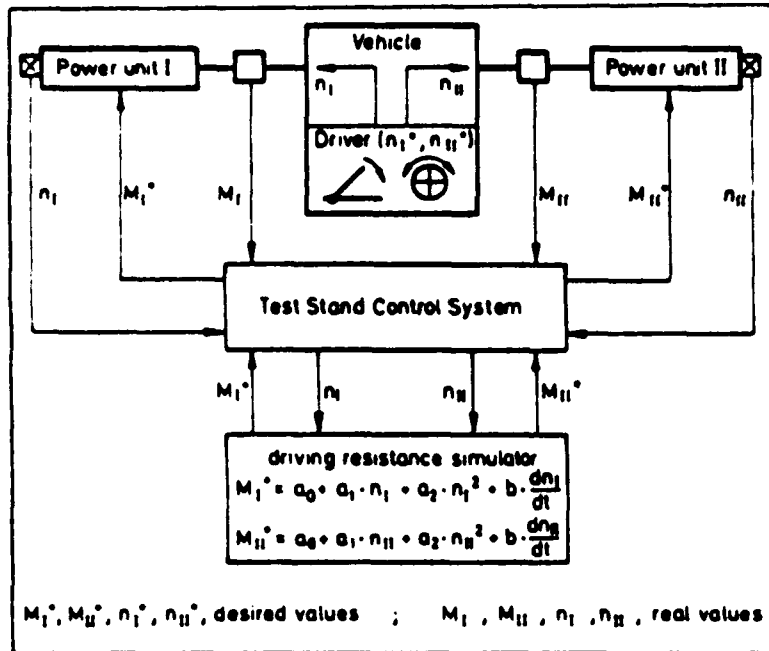 Vehicle
Power unit I
Power unit II
n_I
n_II
Driver (n_I*, n_II*)
n_I
M_I*
M_I
M_II
M_II*
n_II
Test Stand Control System
M_I*
n_I
n_II
M_II*
driving resistance simulator
M_I* = a_0 + a_1 · n_I + a_2 · n_I² + b · dn_I/dt
M_II* = a_0 + a_1 · n_II + a_2 · n_II² + b · dn_II/dt
M_I*, M_II*, n_I*, n_II*, desired values ; M_I , M_II , n_I , n_II , real values